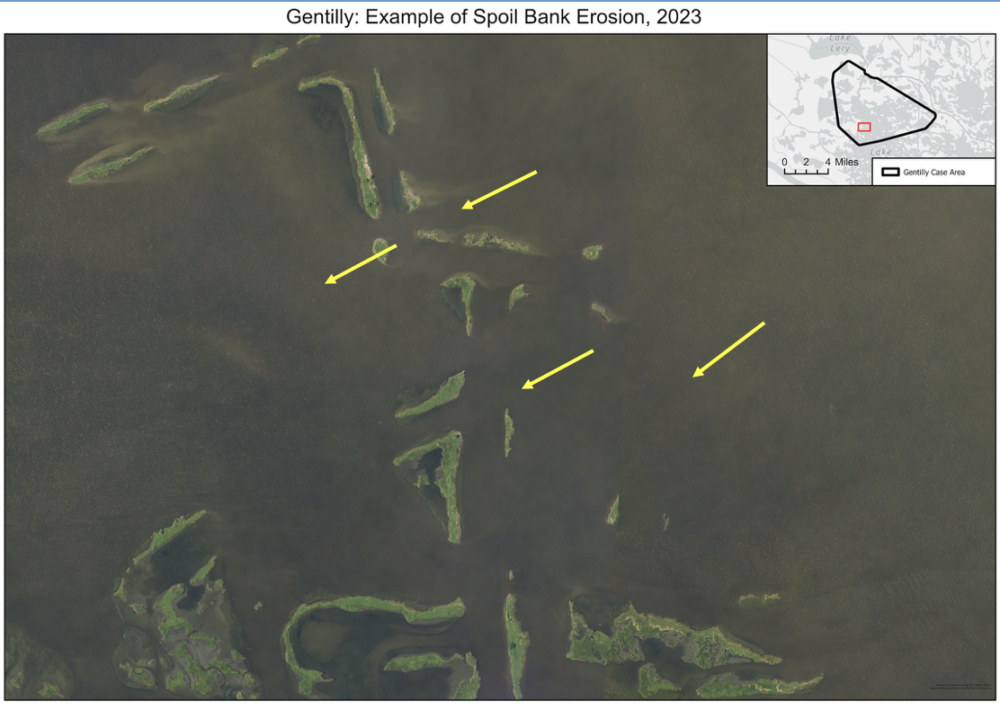 Gentilly: Example of Spoil Bank Erosion, 2023
Lake
Lery
Lake
0 2 4 Miles
Gentilly Case Area